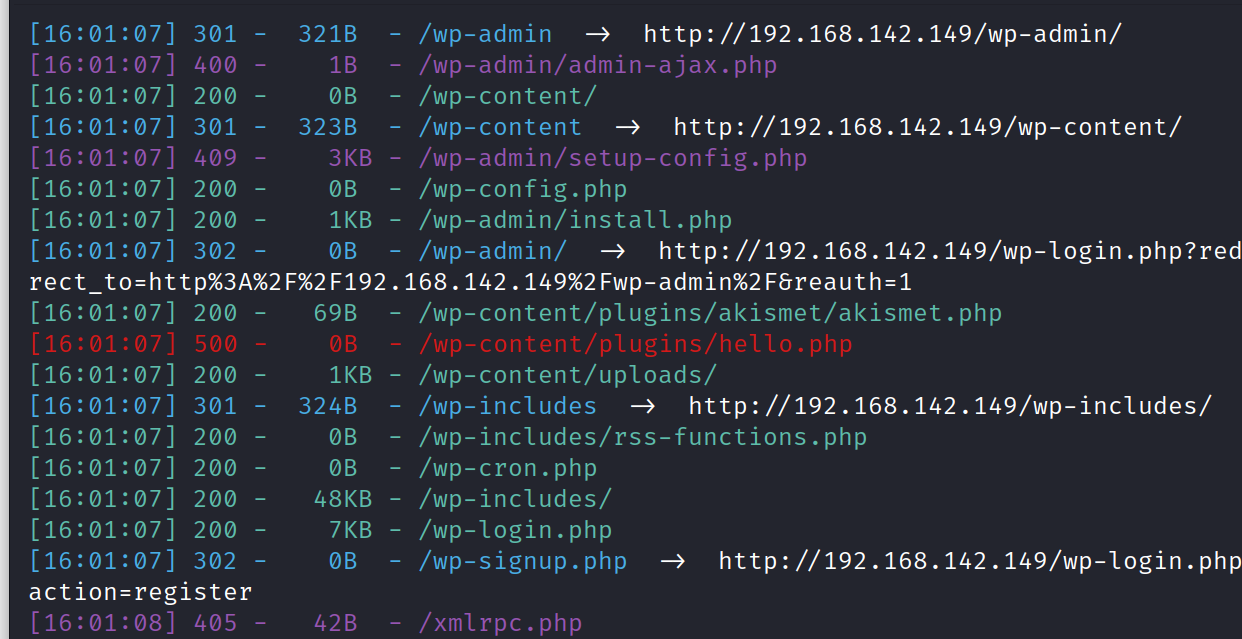 [16:01:07] 301 -  321B  - /wp-admin  →  http://192.168.142.149/wp-admin/
[16:01:07] 400 -    1B  - /wp-admin/admin-ajax.php
[16:01:07] 200 -    0B  - /wp-content/
[16:01:07] 301 -  323B  - /wp-content  →  http://192.168.142.149/wp-content/
[16:01:07] 409 -    3KB - /wp-admin/setup-config.php
[16:01:07] 200 -    0B  - /wp-config.php
[16:01:07] 200 -    1KB - /wp-admin/install.php
[16:01:07] 302 -    0B  - /wp-admin/  →  http://192.168.142.149/wp-login.php?red
rect_to=http%3A%2F%2F192.168.142.149%2Fwp-admin%2F&reauth=1
[16:01:07] 200 -   69B  - /wp-content/plugins/akismet/akismet.php
[16:01:07] 500 -    0B  - /wp-content/plugins/hello.php
[16:01:07] 200 -    1KB - /wp-content/uploads/
[16:01:07] 301 -  324B  - /wp-includes  →  http://192.168.142.149/wp-includes/
[16:01:07] 200 -    0B  - /wp-includes/rss-functions.php
[16:01:07] 200 -    0B  - /wp-cron.php
[16:01:07] 200 -   48KB - /wp-includes/
[16:01:07] 200 -    7KB - /wp-login.php
[16:01:07] 302 -    0B  - /wp-signup.php  →  http://192.168.142.149/wp-login.php
action=register
[16:01:08] 405 -   42B  - /xmlrpc.php